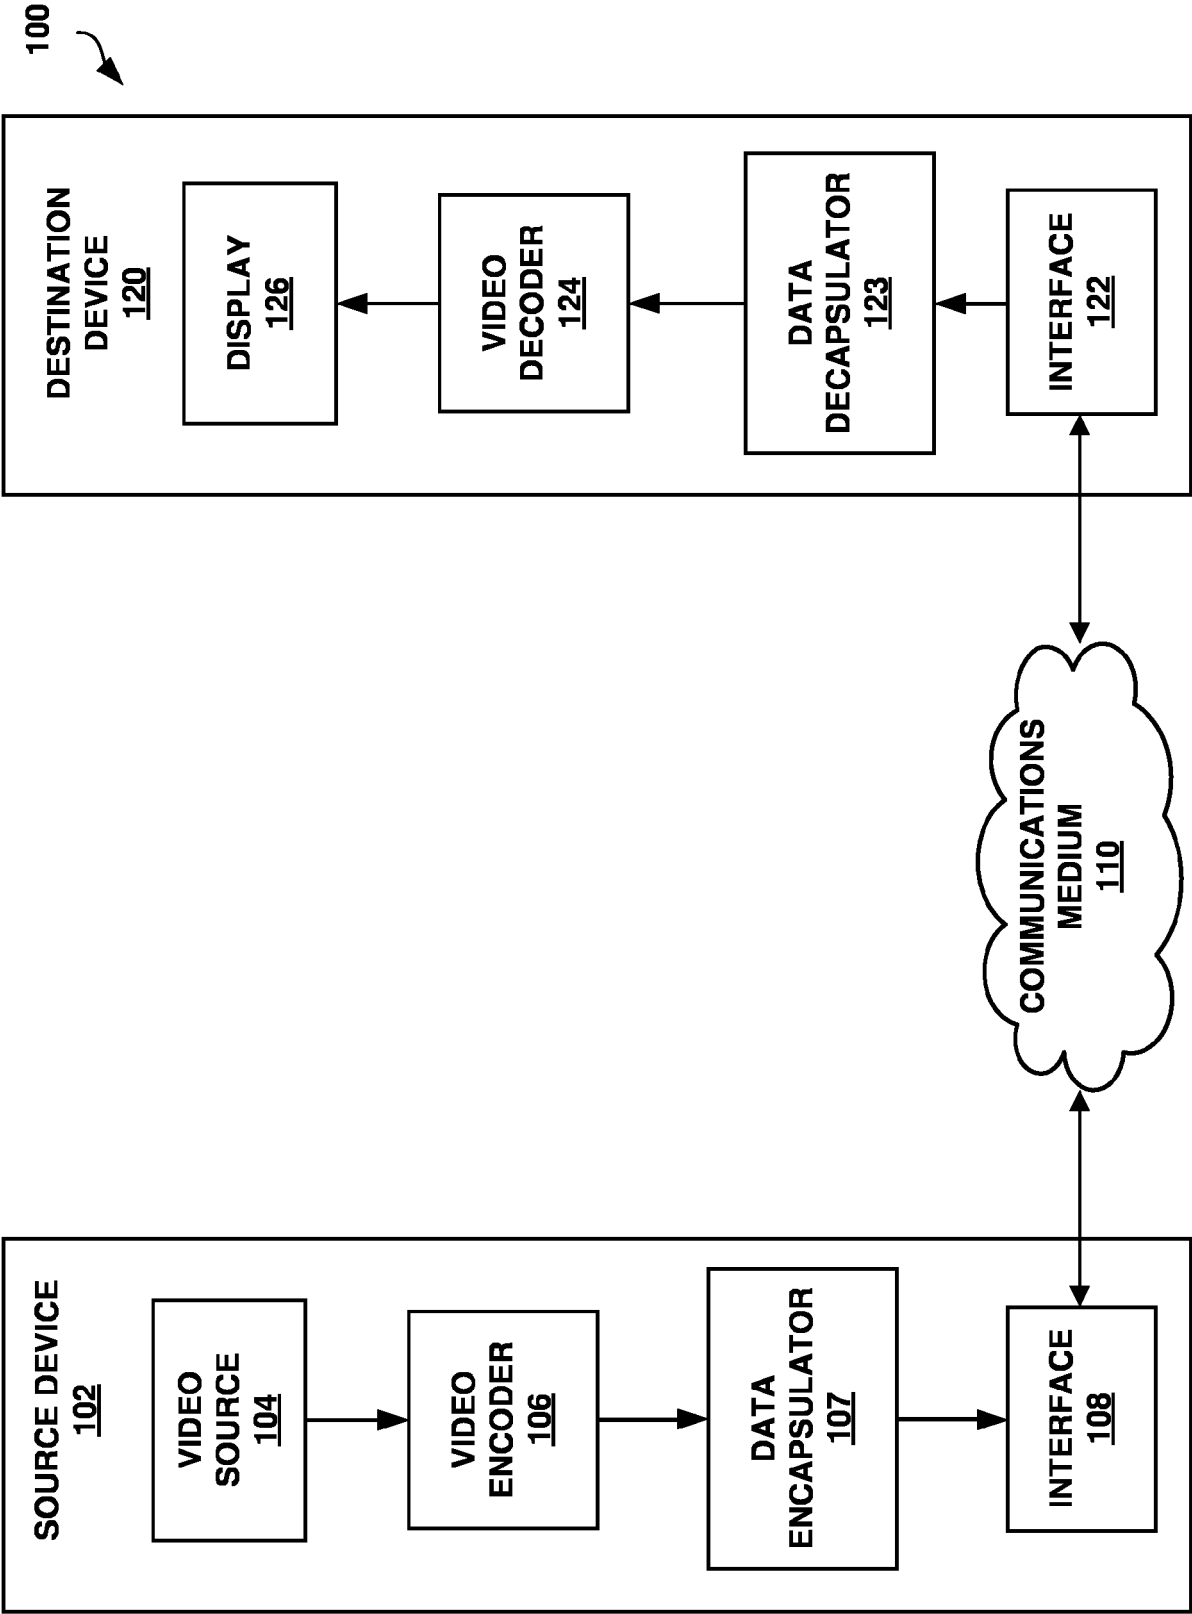 100
SOURCE DEVICE
102
VIDEO
SOURCE
104
VIDEO
ENCODER
106
DATA
ENCAPSULATOR
107
INTERFACE
108
COMMUNICATIONS
MEDIUM
110
DESTINATION
DEVICE
120
DISPLAY
126
VIDEO
DECODER
124
DATA
DECAPSULATOR
123
INTERFACE
122